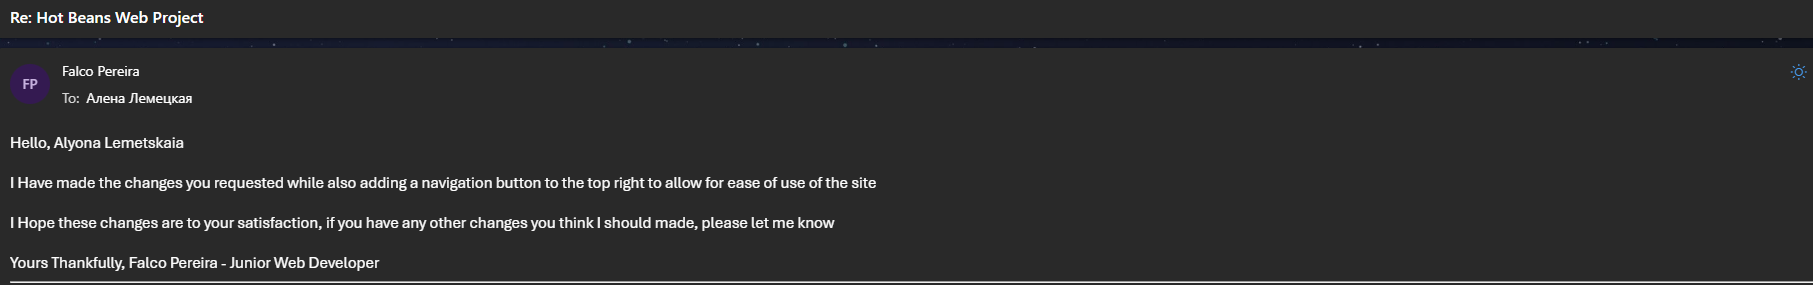 Re: Hot Beans Web Project
FP
Falco Pereira
To: Алена Лемецкая
Hello, Alyona Lemetskaia
I Have made the changes you requested while also adding a navigation button to the top right to allow for ease of use of the site
I Hope these changes are to your satisfaction, if you have any other changes you think I should made, please let me know
Yours Thankfully, Falco Pereira - Junior Web Developer